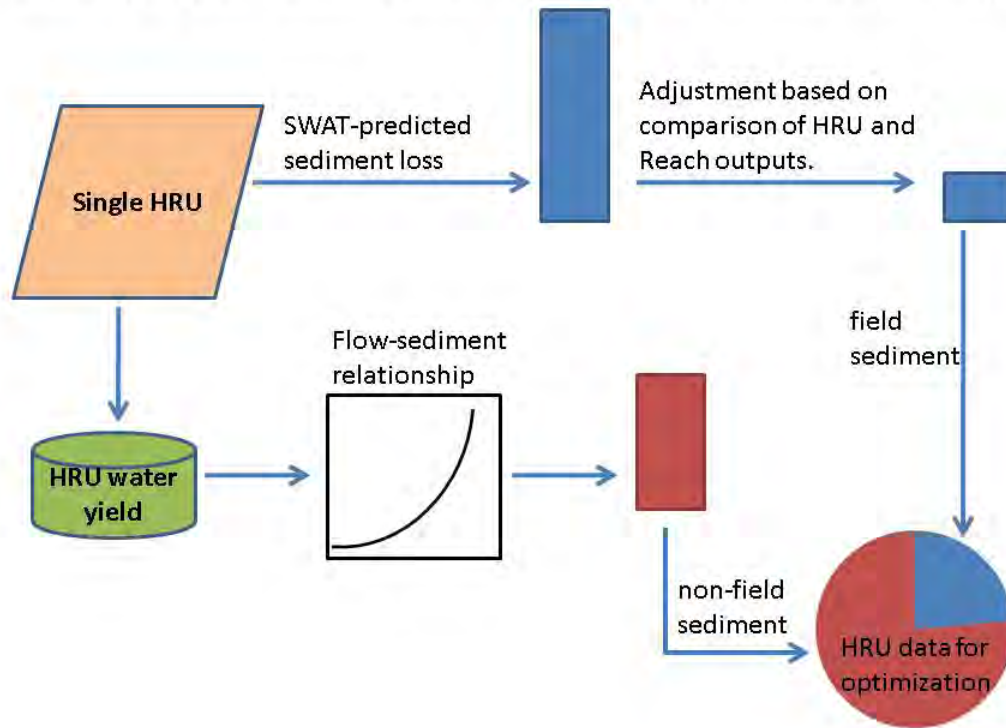 Single HRU
SWAT-predicted
sediment loss
Adjustment based on
comparison of HRU and
Reach outputs.
field
sediment
HRU water
yield
Flow-sediment
relationship
non-field
sediment
HRU data for
optimization